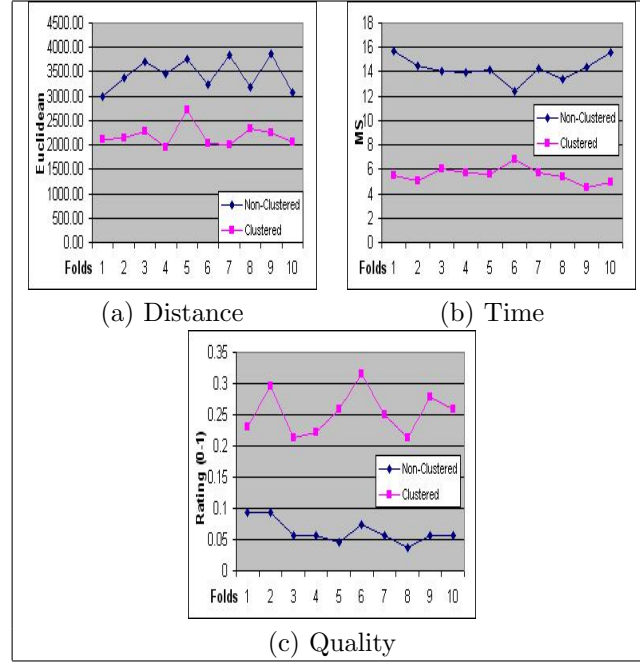 4500.00
4000.00
3500.00
3000.00
2500.00
2000.00
1500.00
1000.00
500.00
0.00
Euclidean
Non-Clustered
Clustered
Folds 1 2 3 4 5 6 7 8 9 10
(a) Distance
18
16
14
12
10
8
6
4
2
0
MS
Non-Clustered
Clustered
Folds 1 2 3 4 5 6 7 8 9 10
(b) Time
0.35
0.3
0.25
0.2
0.15
0.1
0.05
0
Rating (0-1)
Non-Clustered
Clustered
Folds 1 2 3 4 5 6 7 8 9 10
(c) Quality